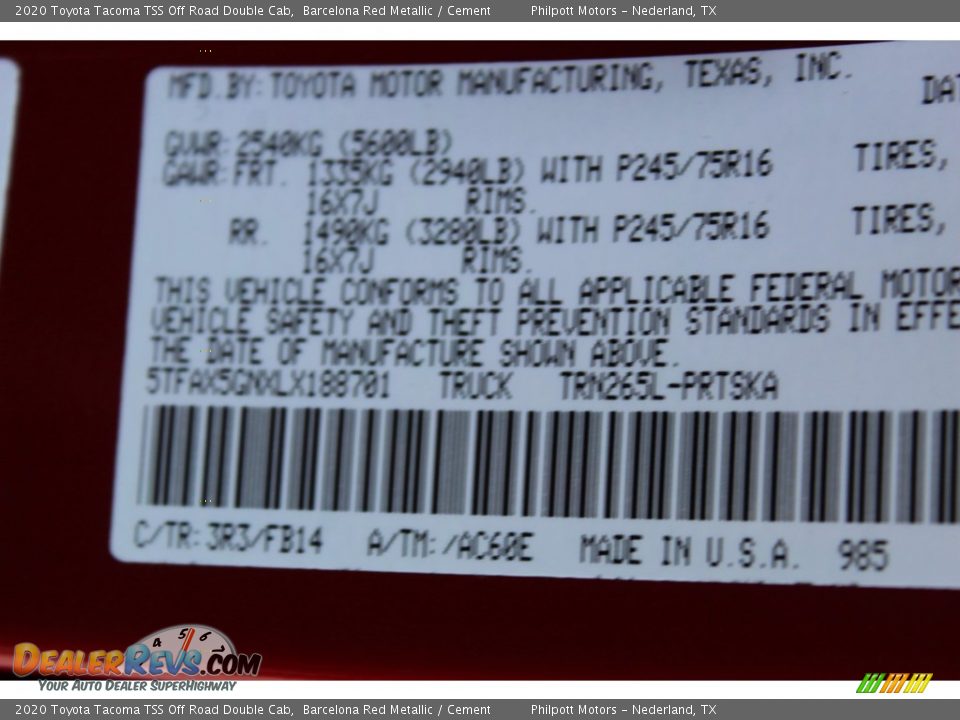 2020 Toyota Tacoma TSS Off Road Double Cab, Barcelona Red Metallic / Cement Philpott Motors - Nederland, TX
MFD.BY:TOYOTA MOTOR MANUFACTURING, TEXAS, INC. DAT
GVWR:2540KG (5600LB)
GAWR:FRT. 1335KG (2940LB) WITH P245/75R16 TIRES,
16X7J RIMS.
RR. 1490KG (3280LB) WITH P245/75R16 TIRES,
16X7J RIMS.
THIS VEHICLE CONFORMS TO ALL APPLICABLE FEDERAL MOTOR
VEHICLE SAFETY AND THEFT PREVENTION STANDARDS IN EFFE
THE DATE OF MANUFACTURE SHOWN ABOVE.
5TFAX5GNXLX188701 TRUCK TRN265L-PRTSKA
C/TR:3R3/FB14 A/TM:/AC60E MADE IN U.S.A. 985
4 5 6
DEALERREVS.COM
YOUR AUTO DEALER SUPERHIGHWAY
2020 Toyota Tacoma TSS Off Road Double Cab, Barcelona Red Metallic / Cement Philpott Motors - Nederland, TX